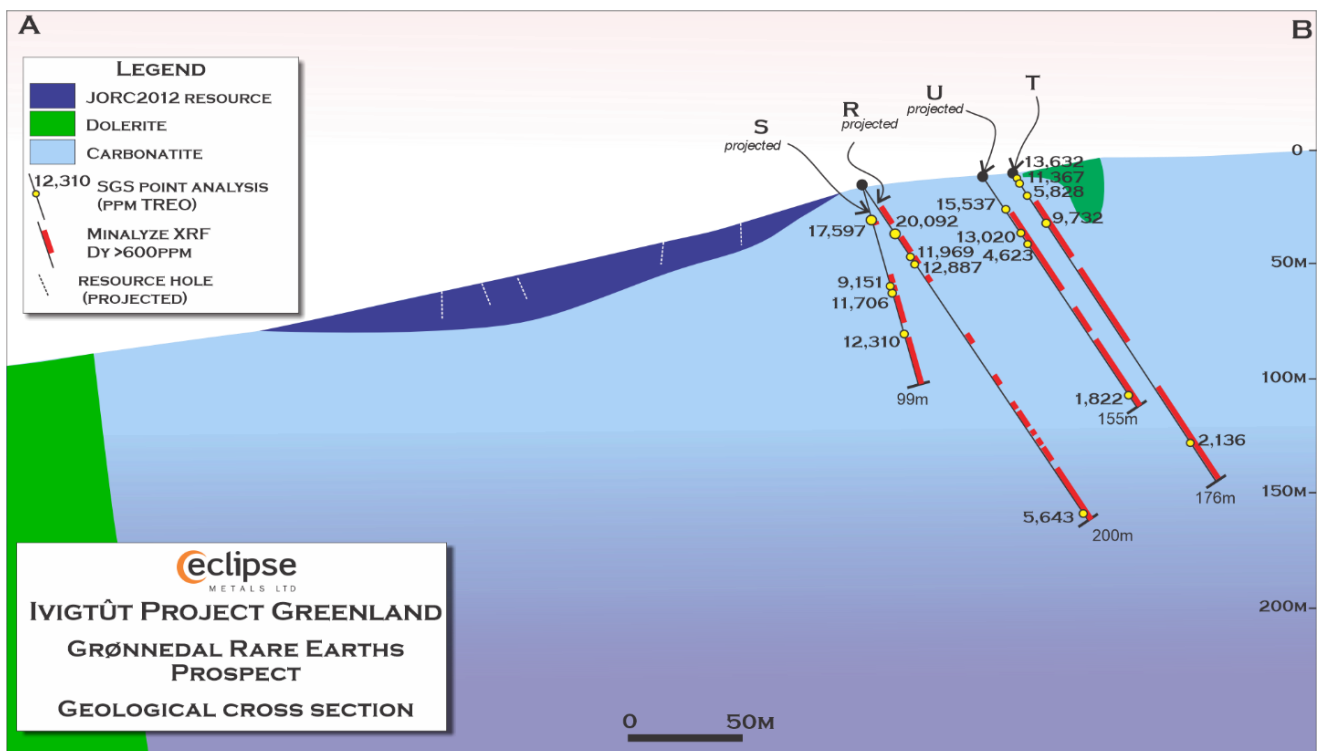 A
B
LEGEND
JORC2012 RESOURCE
DOLERITE
CARBONATITE
12,310
SGS POINT ANALYSIS
(PPM TREO)
MINALYZE XRF
DY >600PPM
RESOURCE HOLE
(PROJECTED)
S
projected
R
projected
U
projected
T
13,632
11,367
5,828
9,732
15,537
13,020
4,623
17,597
20,092
11,969
12,887
9,151
11,706
12,310
99m
1,822
155m
2,136
176m
5,643
200m
0
50M
100M
150M
200M
eclipse
METALS LTD
IVIGTÛT PROJECT GREENLAND
GRØNNEDAL RARE EARTHS
PROSPECT
GEOLOGICAL CROSS SECTION
0 50M